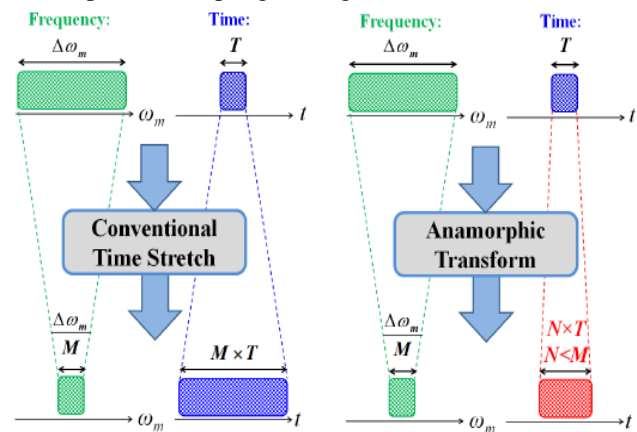 Frequency: Time: Frequency: Time:
Δω_m T Δω_m T
ω_m t ω_m t
Conventional
Time Stretch
Anamorphic
Transform
Δω_m
M
M × T
Δω_m
M
N×T
N<M
ω_m t ω_m t